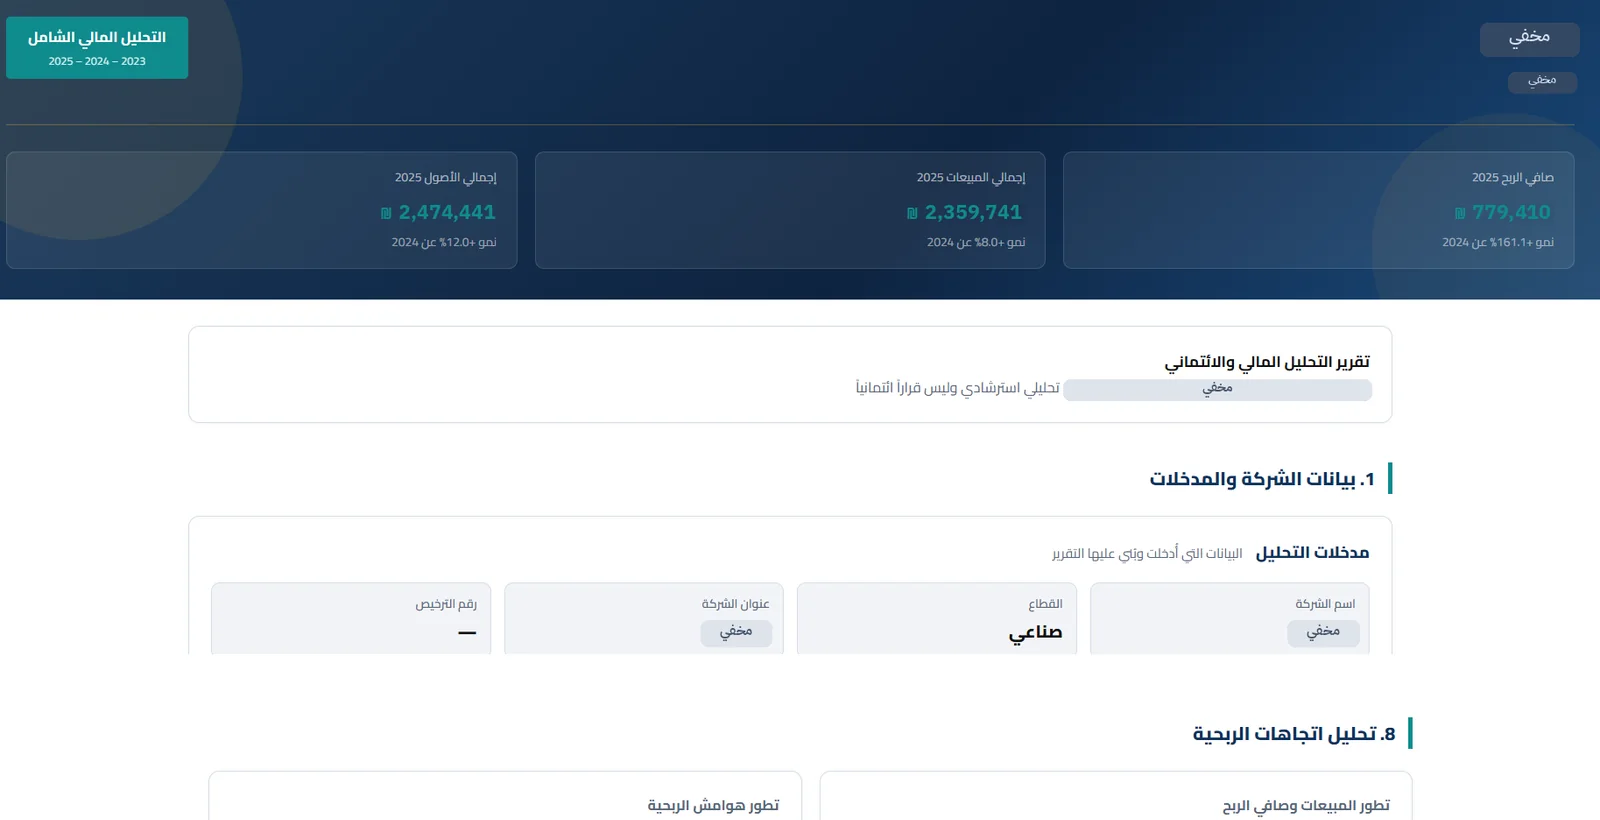 مخفي
مخفي
التحليل المالي الشامل
2023 – 2024 – 2025
صافي الربح 2025
779,410 ₪
نمو +161.1% عن 2024
إجمالي المبيعات 2025
2,359,741 ₪
نمو +8.0% عن 2024
إجمالي الأصول 2025
2,474,441 ₪
نمو +12.0% عن 2024
تقرير التحليل المالي والائتماني
مخفي تحليلي استرشادي وليس قراراً ائتمانياً
1. بيانات الشركة والمدخلات
مدخلات التحليل البيانات التي أُدخلت وبُني عليها التقرير
اسم الشركة
مخفي
القطاع
صناعي
عنوان الشركة
مخفي
رقم الترخيص
—
8. تحليل اتجاهات الربحية
تطور المبيعات وصافي الربح
تطور هوامش الربحية